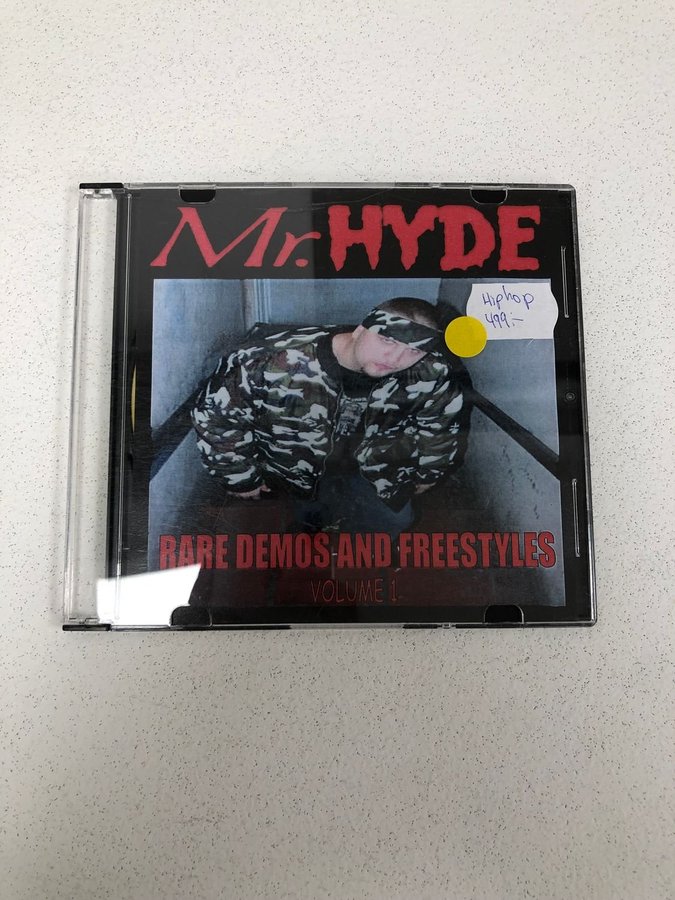 Mr. HYDE
Hiphop
499:-
RARE DEMOS AND FREESTYLES
VOLUME 1